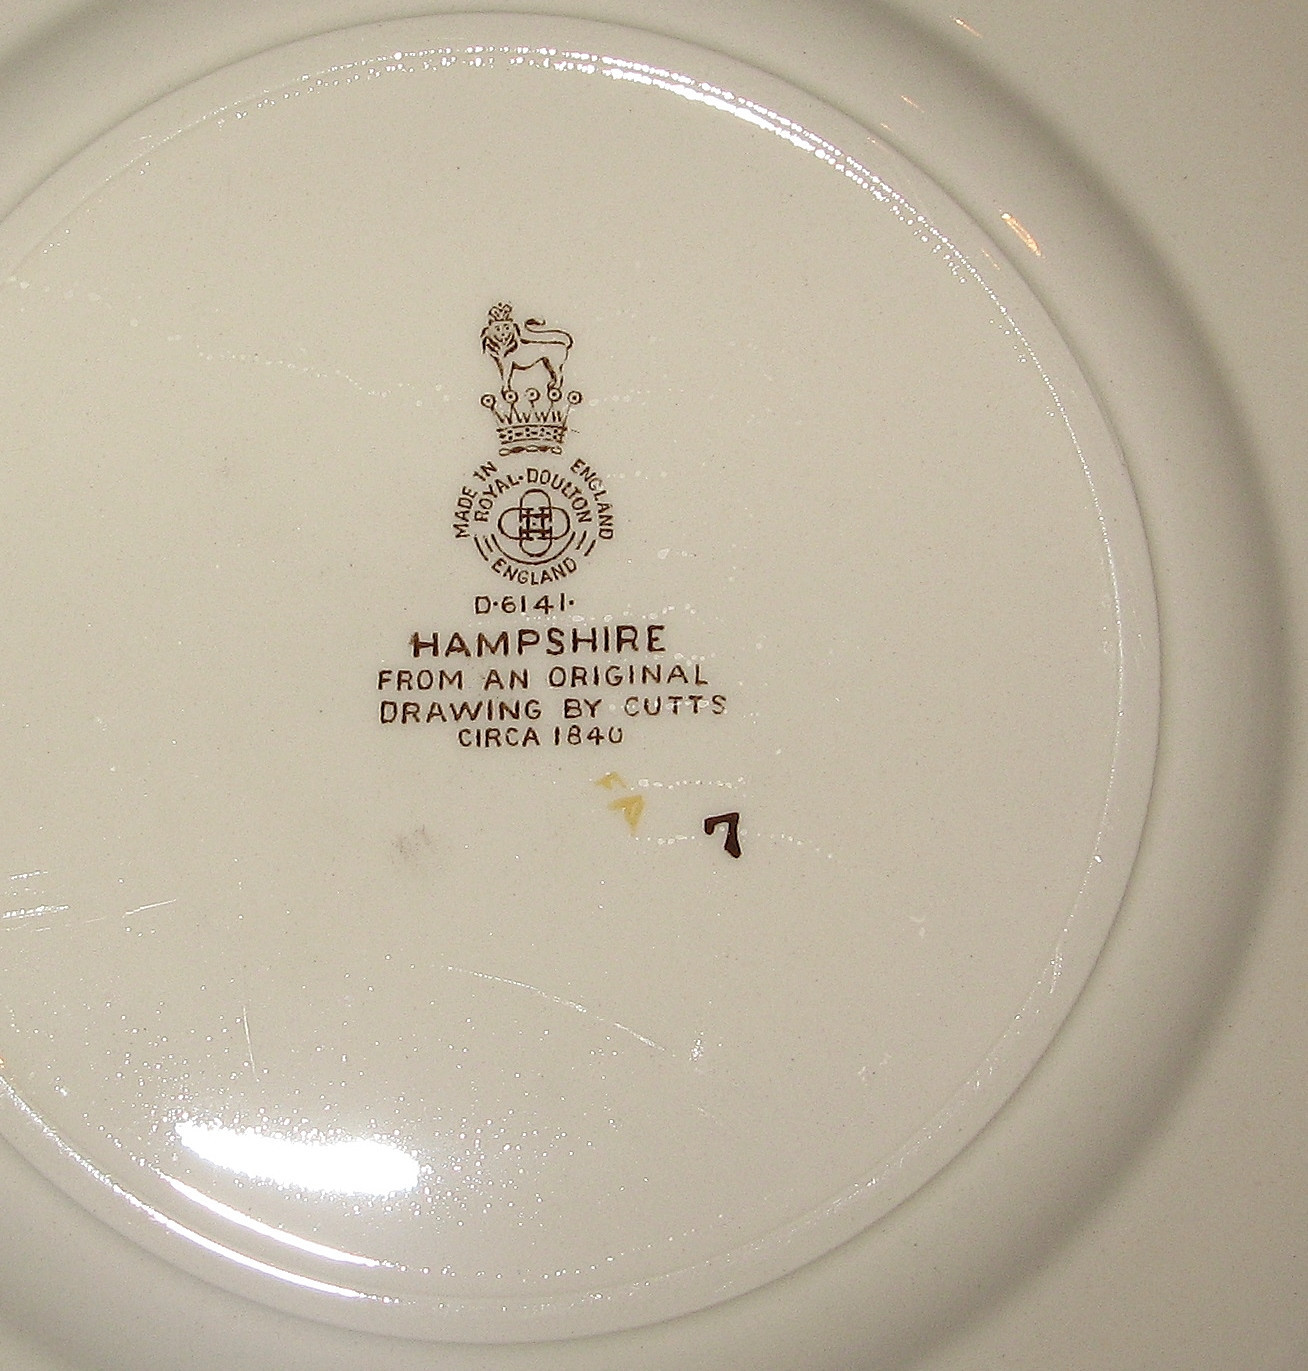 MADE IN ENGLAND
ROYAL·DOULTON
ENGLAND
D·6141·
HAMPSHIRE
FROM AN ORIGINAL
DRAWING BY CUTTS
CIRCA 1840
7